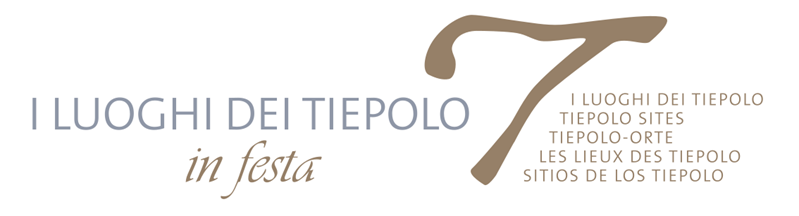 I LUOGHI DEI TIEPOLO
in festa
T
I LUOGHI DEI TIEPOLO
TIEPOLO SITES
TIEPOLO-ORTE
LES LIEUX DES TIEPOLO
SITIOS DE LOS TIEPOLO